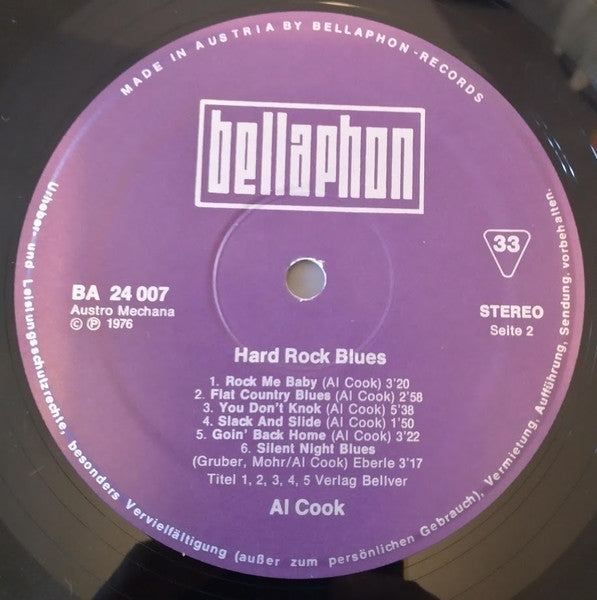 MADE IN AUSTRIA BY BELLAPHON-RECORDS
bellaphon
33
BA 24 007
Austro Mechana
© ℗ 1976
STEREO
Seite 2
Hard Rock Blues
1. Rock Me Baby (Al Cook) 3'20
2. Flat Country Blues (Al Cook) 2'58
3. You Don't Knok (Al Cook) 5'38
4. Slack And Slide (Al Cook) 1'50
5. Goin' Back Home (Al Cook) 3'22
6. Silent Night Blues
(Gruber, Mohr/Al Cook) Eberle 3'17
Titel 1, 2, 3, 4, 5 Verlag Bellver
Al Cook
Urheber- und Leistungsschutzrechte, besonders Vervielfältigung (außer zum persönlichen Gebrauch), Vermietung, Aufführung, Sendung. vorbehalten.